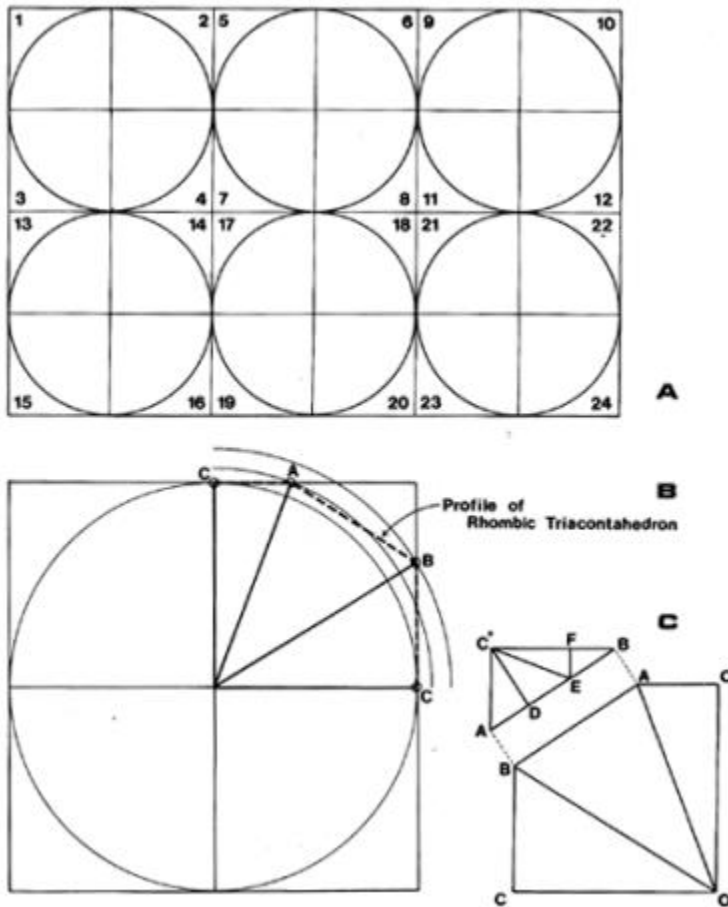 1 2 5 6 9 10
3 4 7 8 11 12
13 14 17 18 21 22
15 16 19 20 23 24
A
C A
B
Profile of
Rhombic Triacontahedron
B
C
C
C F B
A
E
D
A
B
C